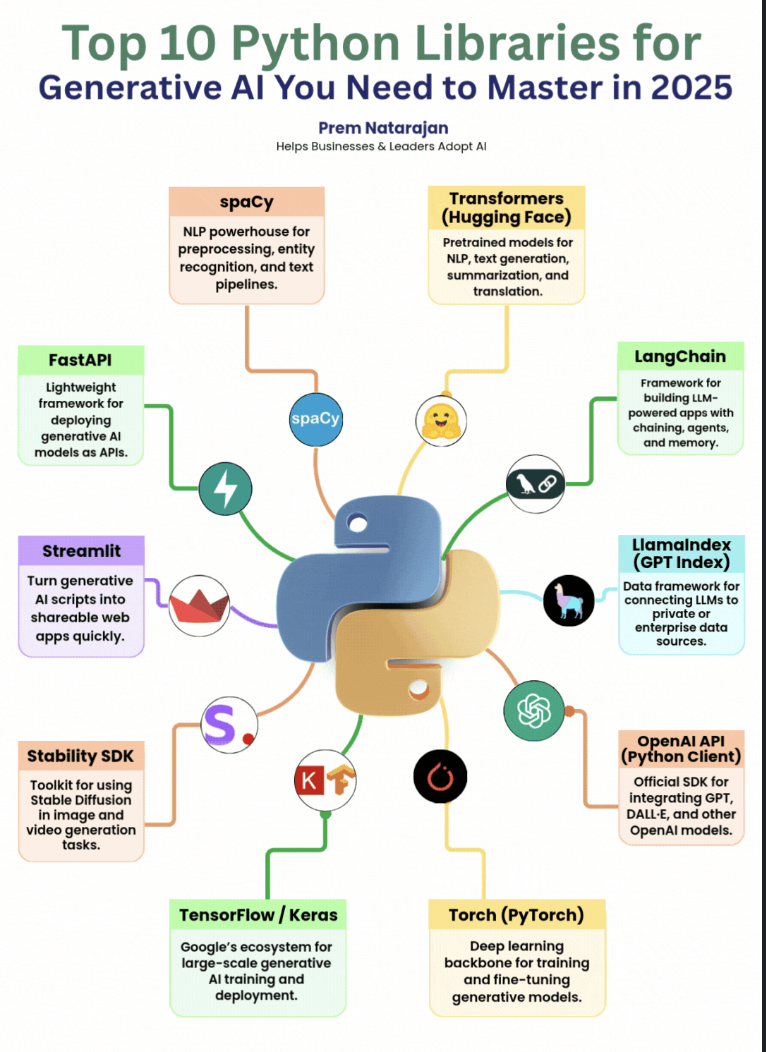 Top 10 Python Libraries for
Generative AI You Need to Master in 2025
Prem Natarajan
Helps Businesses & Leaders Adopt AI
spaCy
NLP powerhouse for
preprocessing, entity
recognition, and text
pipelines.
Transformers
(Hugging Face)
Pretrained models for
NLP, text generation,
summarization, and
translation.
FastAPI
Lightweight
framework for
deploying
generative AI
models as APIs.
LangChain
Framework for
building LLM-
powered apps with
chaining, agents,
and memory.
spaCy
Streamlit
Turn generative
AI scripts into
shareable web
apps quickly.
LlamaIndex
(GPT Index)
Data framework for
connecting LLMs to
private or
enterprise data
sources.
S.
Stability SDK
Toolkit for using
Stable Diffusion
in image and
video generation
tasks.
OpenAI API
(Python Client)
Official SDK for
integrating GPT,
DALL·E, and other
OpenAI models.
K
TensorFlow / Keras
Google's ecosystem for
large-scale generative
AI training and
deployment.
Torch (PyTorch)
Deep learning
backbone for training
and fine-tuning
generative models.